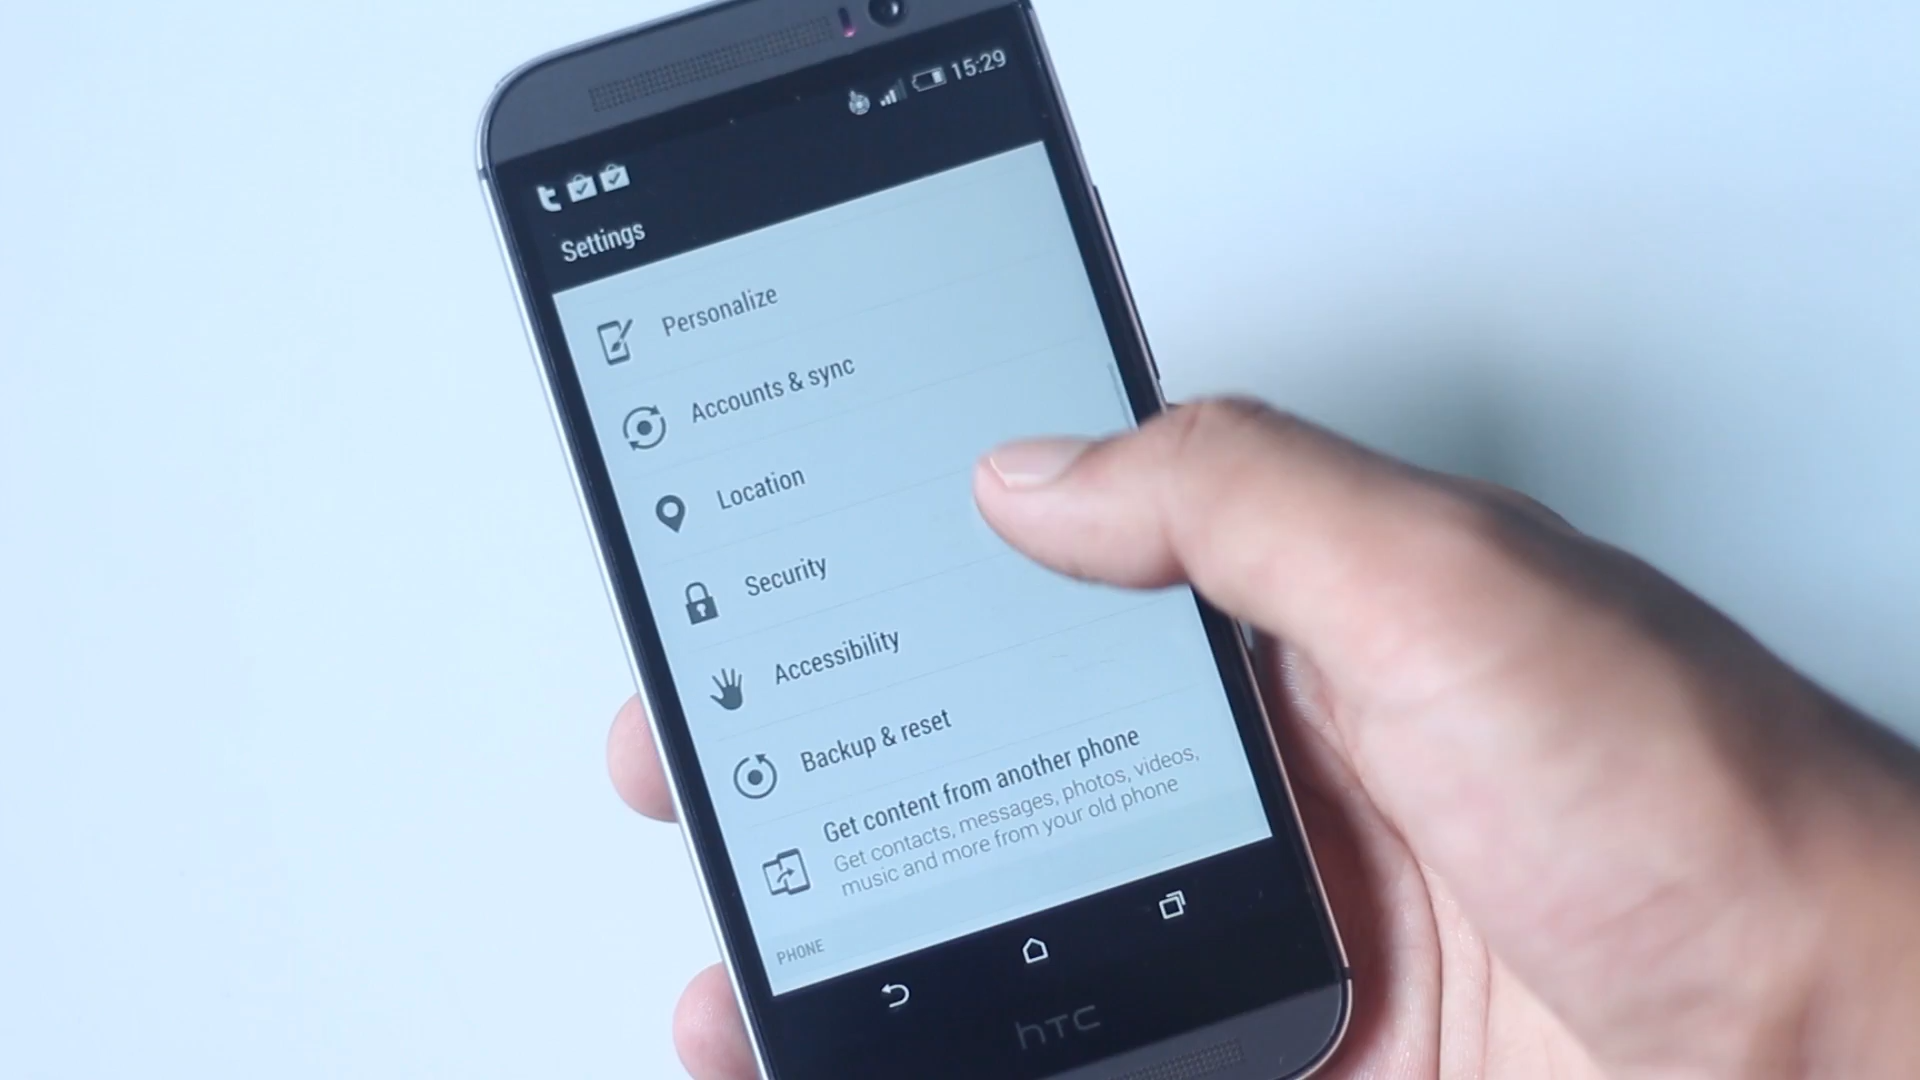 15:29
Settings
Personalize
Accounts & sync
Location
Security
Accessibility
Backup & reset
Get content from another phone
Get contacts, messages, photos, videos,
music and more from your old phone
PHONE
hTC